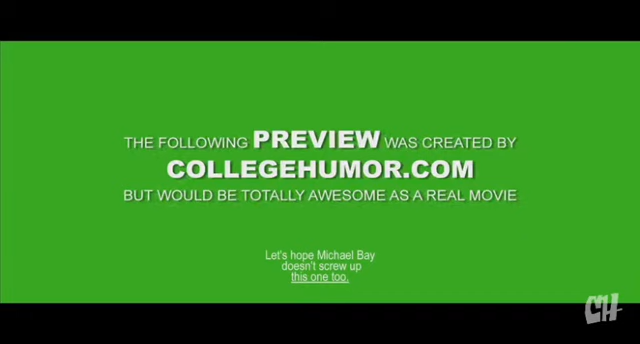 THE FOLLOWING PREVIEW WAS CREATED BY
COLLEGEHUMOR.COM
BUT WOULD BE TOTALLY AWESOME AS A REAL MOVIE
Let's hope Michael Bay
doesn't screw up
this one too.
CH